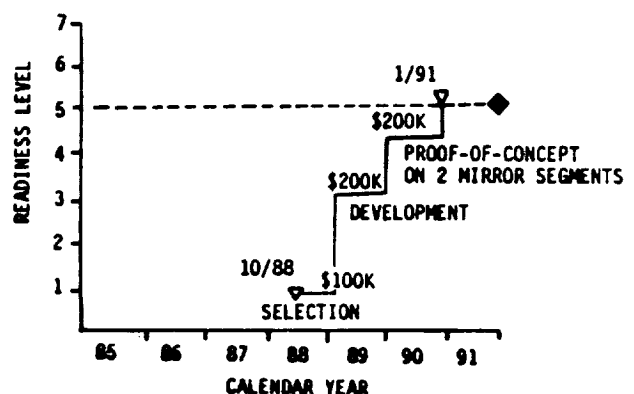 7
6
5
4
3
2
1
READINESS LEVEL
1/91
$200K
PROOF-OF-CONCEPT
ON 2 MIRROR SEGMENTS
$200K
DEVELOPMENT
10/88
$100K
SELECTION
85 86 87 88 89 90 91
CALENDAR YEAR